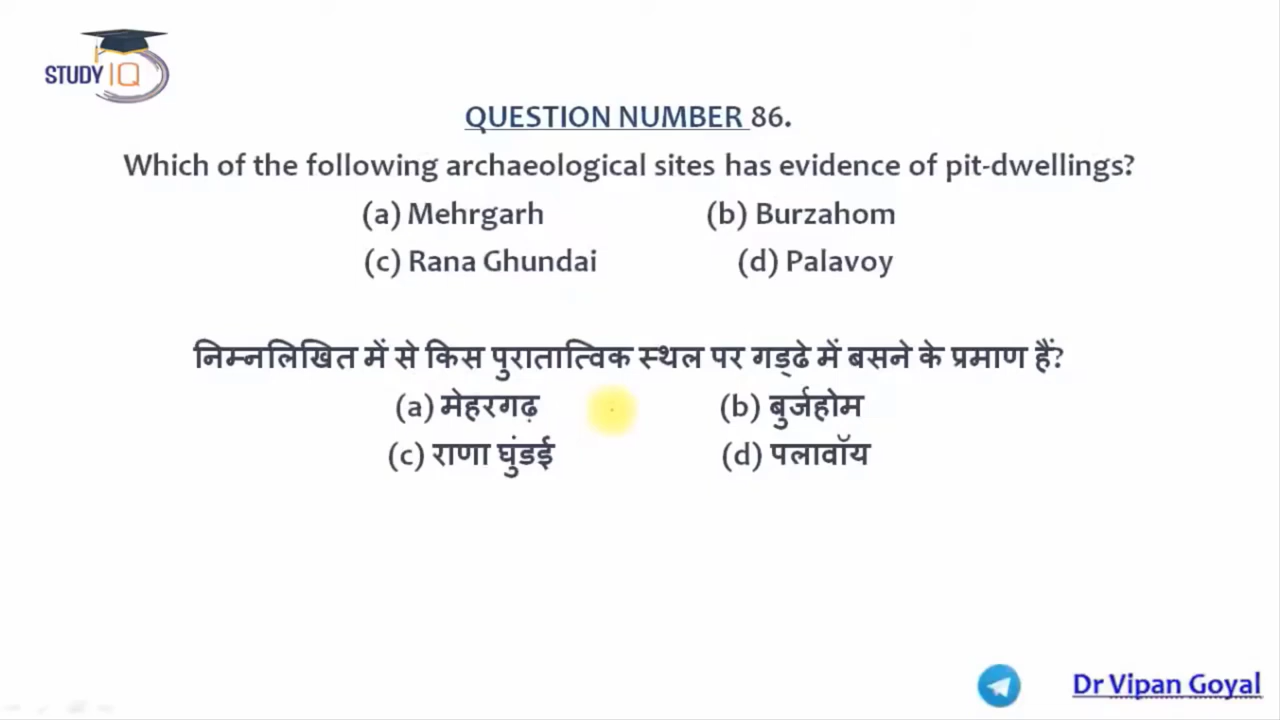 STUDY IQ
QUESTION NUMBER 86.
Which of the following archaeological sites has evidence of pit-dwellings?
(a) Mehrgarh (b) Burzahom
(c) Rana Ghundai (d) Palavoy
निम्नलिखित में से किस पुरातात्विक स्थल पर गड्ढे में बसने के प्रमाण हैं?
(a) मेहरगढ़ (b) बुर्जहोम
(c) राणा घुंडई (d) पलावॉय
Dr Vipan Goyal